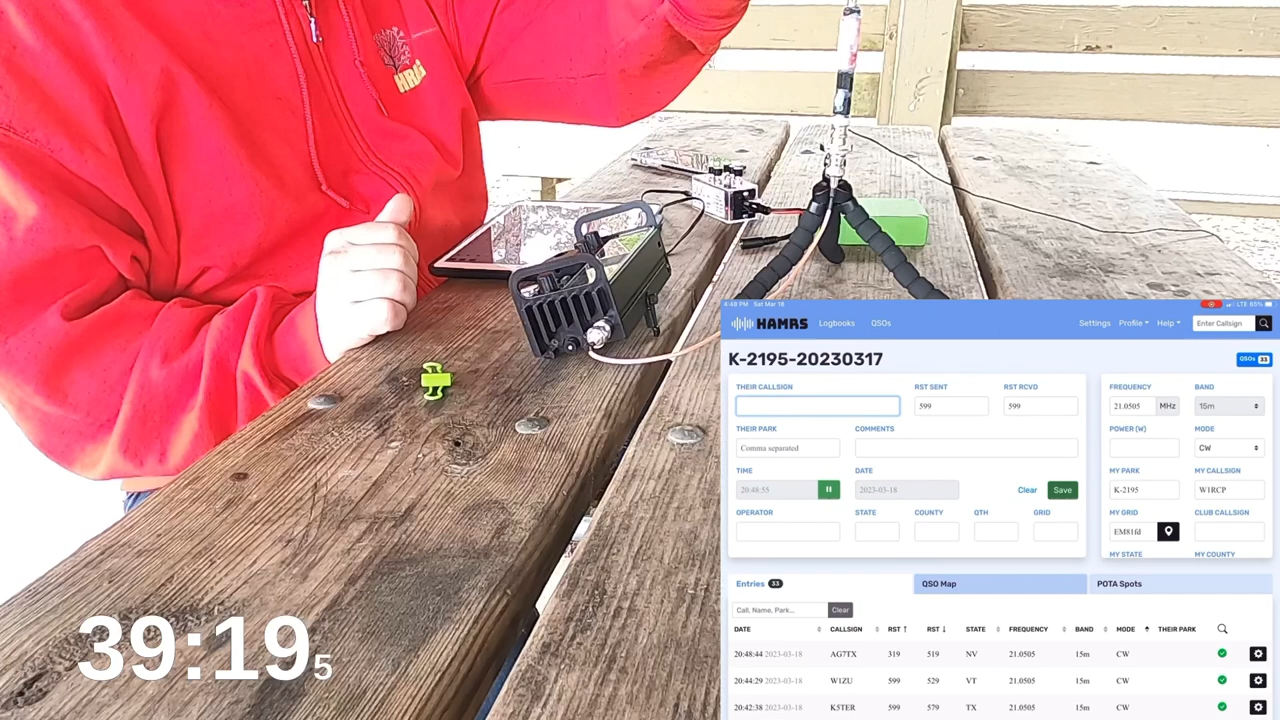 HRA
4:48 PM Sat Mar 18
LTE 65%
HAMRS
Logbooks
QSOs
Settings
Profile
Help
Enter Callsign
K-2195-20230317
QSOs 33
THEIR CALLSIGN
RST SENT
RST RCVD
599
599
THEIR PARK
COMMENTS
Comma separated
TIME
DATE
20:48:55
2023-03-18
Clear
Save
OPERATOR
STATE
COUNTY
QTH
GRID
FREQUENCY
BAND
21.0505 MHz
15m
POWER (W)
MODE
CW
MY PARK
MY CALLSIGN
K-2195
W1RCP
MY GRID
CLUB CALLSIGN
EM81fd
MY STATE
MY COUNTY
Entries 33
QSO Map
POTA Spots
Call, Name, Park...
Clear
DATE CALLSIGN RST ↑ RST ↓ STATE FREQUENCY BAND MODE THEIR PARK
20:48:44 2023-03-18 AG7TX 319 519 NV 21.0505 15m CW
20:44:29 2023-03-18 W1ZU 599 529 VT 21.0505 15m CW
20:42:38 2023-03-18 K5TER 599 579 TX 21.0505 15m CW
39:19 5